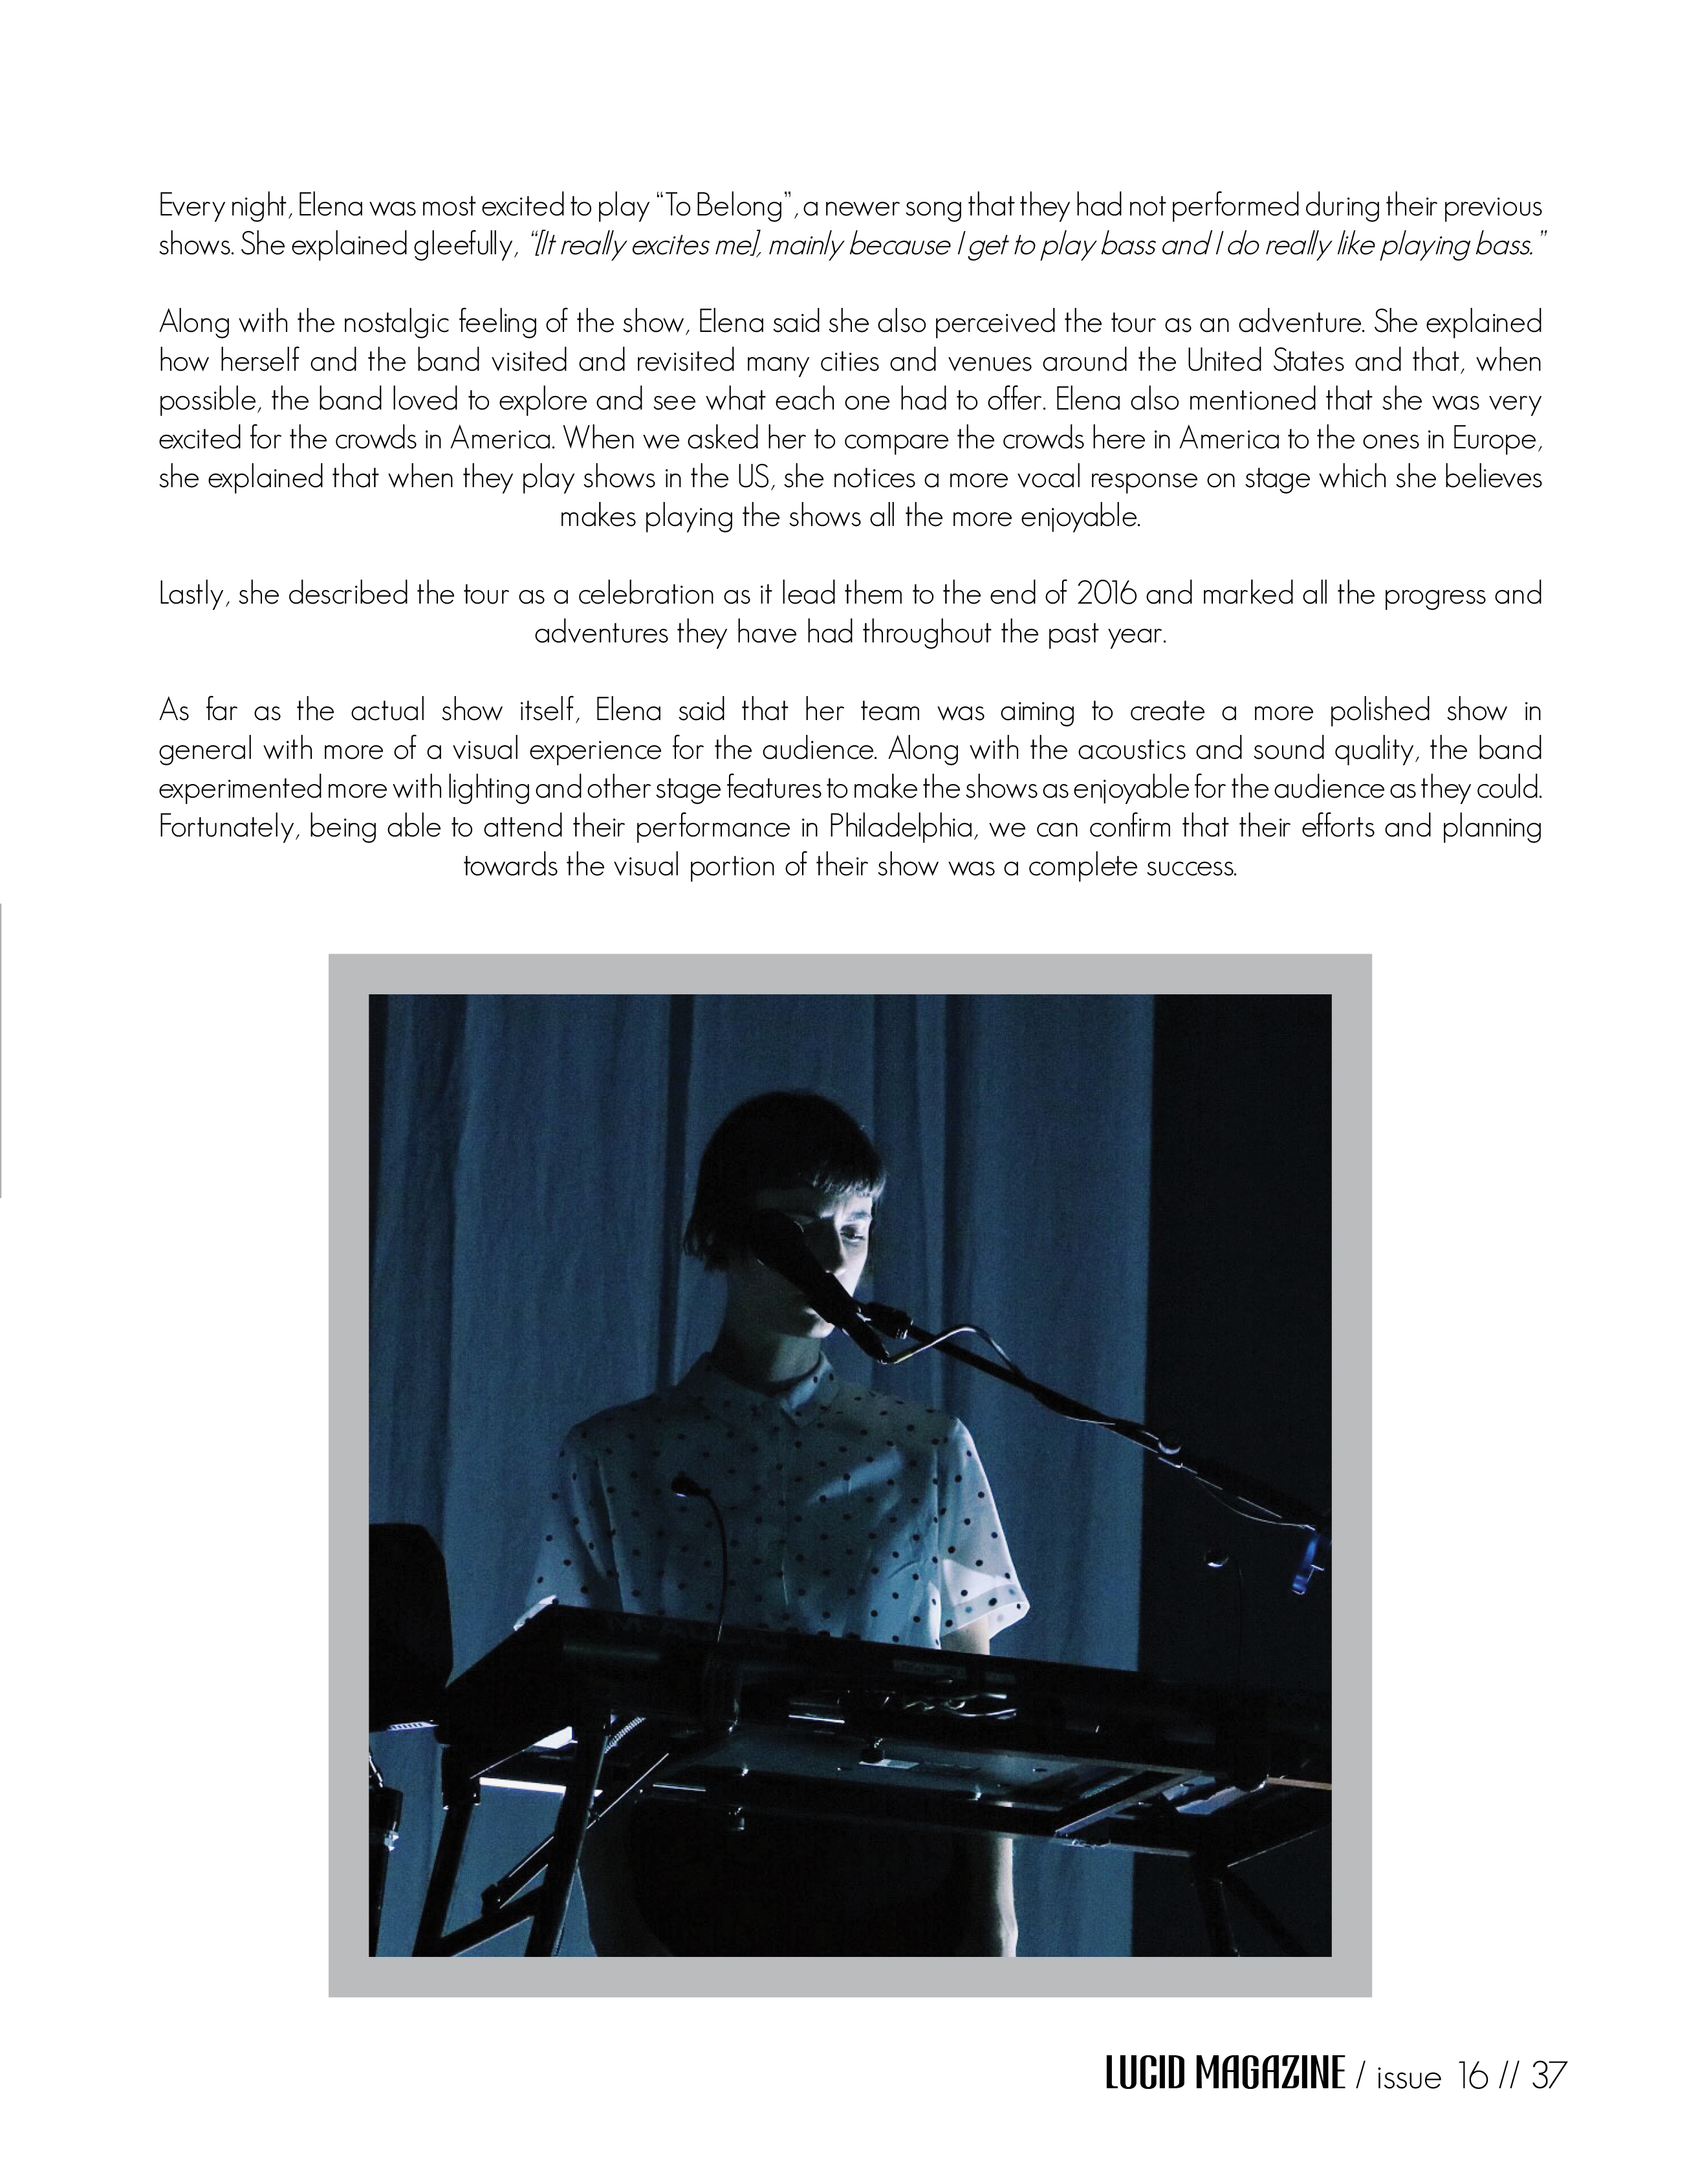 Every night, Elena was most excited to play “To Belong”, a newer song that they had not performed during their previous
shows. She explained gleefully, “[It really excites me], mainly because I get to play bass and I do really like playing bass.”
Along with the nostalgic feeling of the show, Elena said she also perceived the tour as an adventure. She explained
how herself and the band visited and revisited many cities and venues around the United States and that, when
possible, the band loved to explore and see what each one had to offer. Elena also mentioned that she was very
excited for the crowds in America. When we asked her to compare the crowds here in America to the ones in Europe,
she explained that when they play shows in the US, she notices a more vocal response on stage which she believes
makes playing the shows all the more enjoyable.
Lastly, she described the tour as a celebration as it lead them to the end of 2016 and marked all the progress and
adventures they have had throughout the past year.
As far as the actual show itself, Elena said that her team was aiming to create a more polished show in
general with more of a visual experience for the audience. Along with the acoustics and sound quality, the band
experimented more with lighting and other stage features to make the shows as enjoyable for the audience as they could.
Fortunately, being able to attend their performance in Philadelphia, we can confirm that their efforts and planning
towards the visual portion of their show was a complete success.
LUCID MAGAZINE / issue 16 // 37